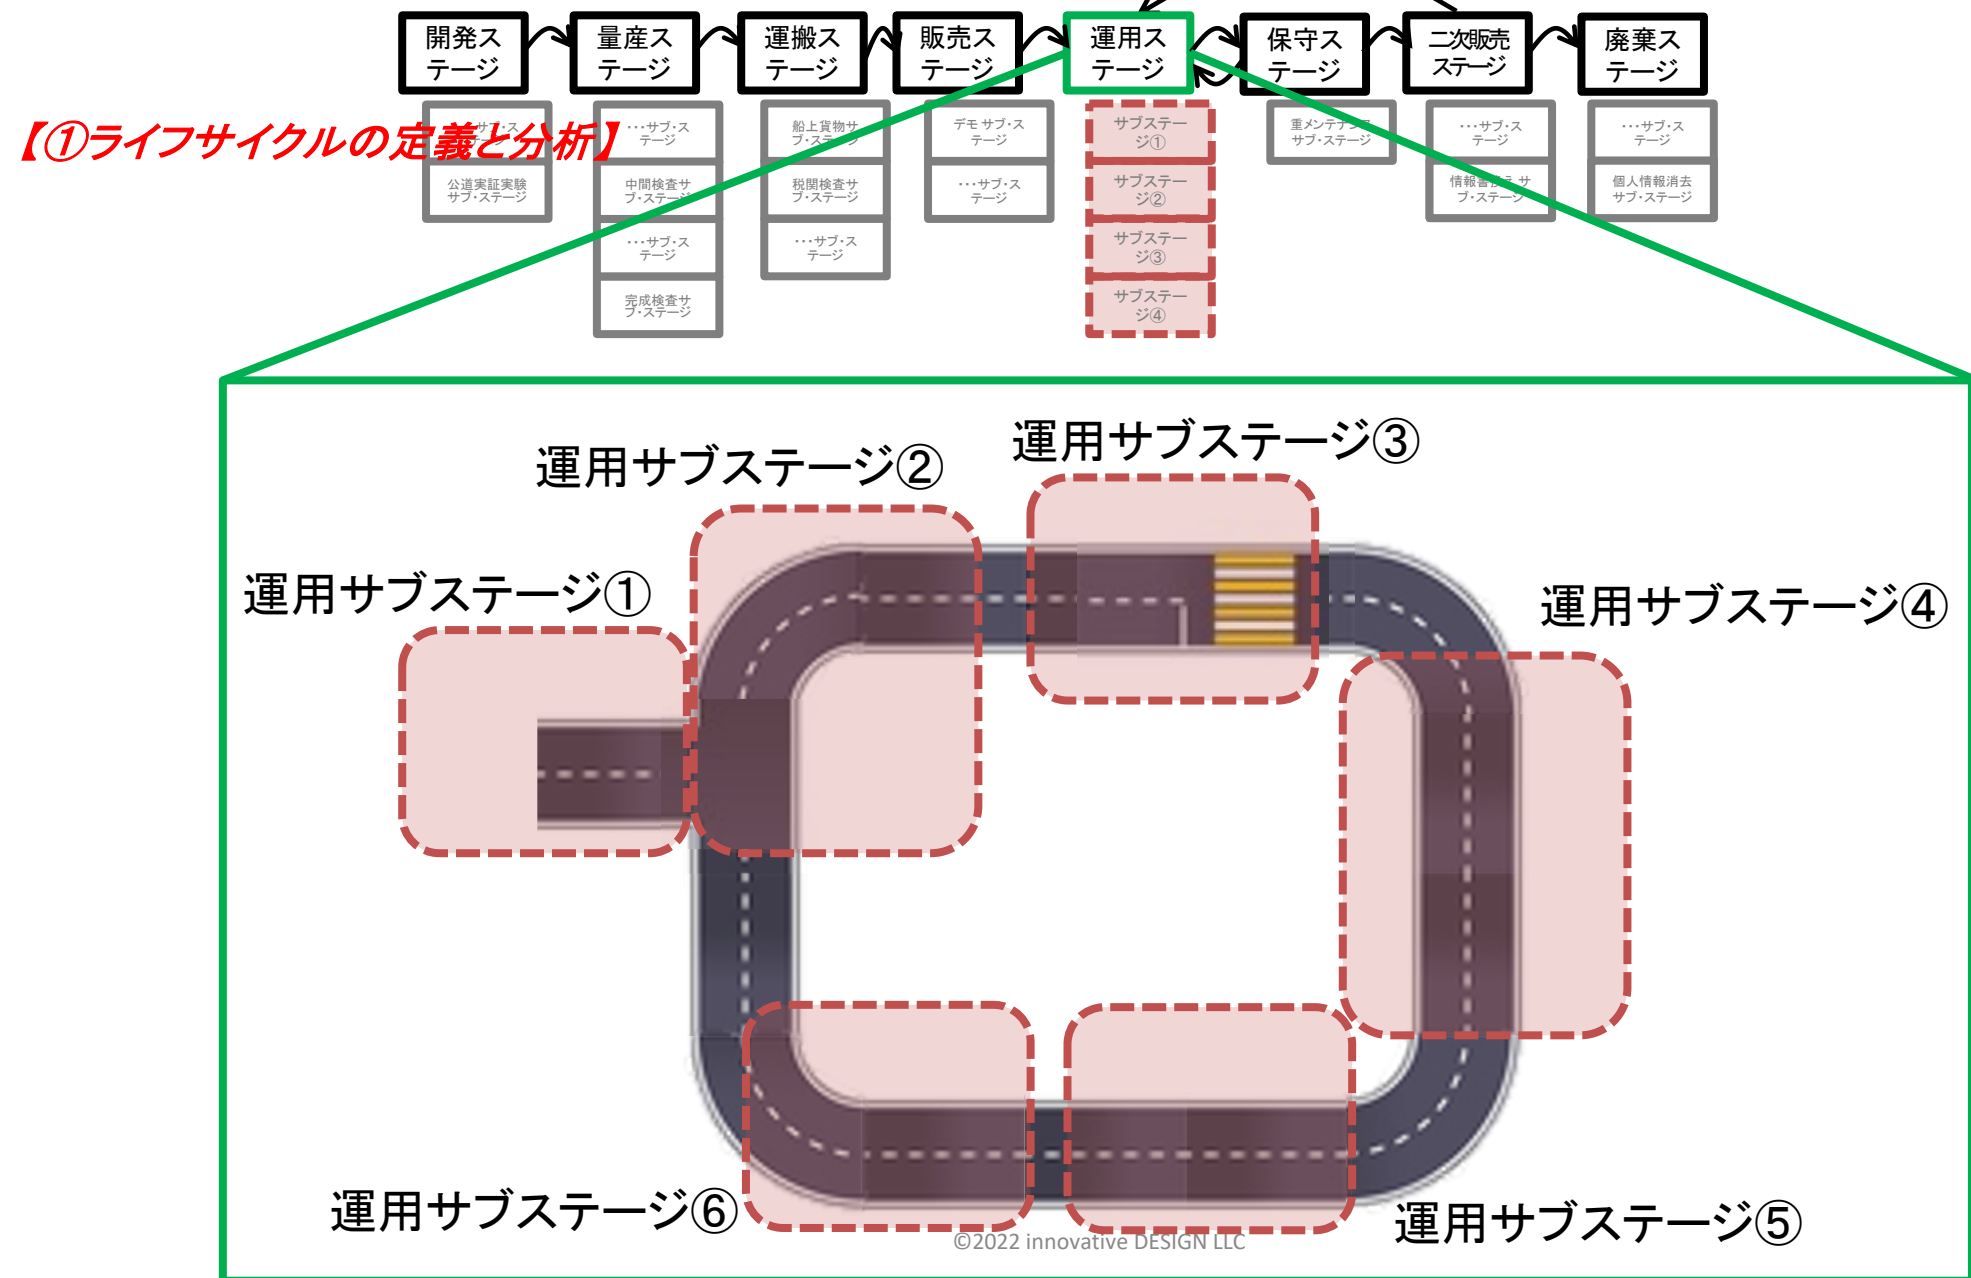 開発ス
テージ
量産ス
テージ
運搬ス
テージ
販売ス
テージ
運用ス
テージ
保守ス
テージ
二次販売
ステージ
廃棄ス
テージ
【①ライフサイクルの定義と分析】
サブ・ス
テージ
公道実証実験
サブ・ステージ
・・・サブ・ス
テージ
中間検査サ
ブ・ステージ
・・・サブ・ス
テージ
完成検査サ
ブ・ステージ
船上貨物サ
ブ・ステージ
税関検査サ
ブ・ステージ
・・・サブ・ス
テージ
デモ サブ・ス
テージ
・・・サブ・ス
テージ
サブステー
ジ①
サブステー
ジ②
サブステー
ジ③
サブステー
ジ④
重メンテナンス
サブ・ステージ
・・・サブ・ス
テージ
情報書換え サ
ブ・ステージ
・・・サブ・ス
テージ
個人情報消去
サブ・ステージ
運用サブステージ③
運用サブステージ②
運用サブステージ①
運用サブステージ④
運用サブステージ⑥
運用サブステージ⑤
©2022 innovative DESIGN LLC